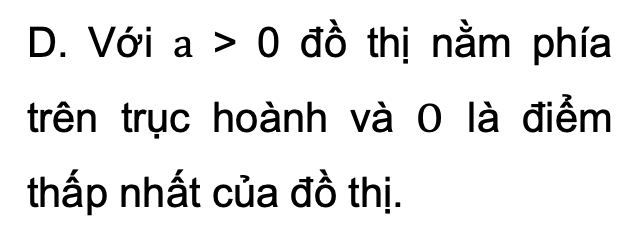 D. Với a > 0 đồ thị nằm phía
trên trục hoành và O là điểm
thấp nhất của đồ thị.